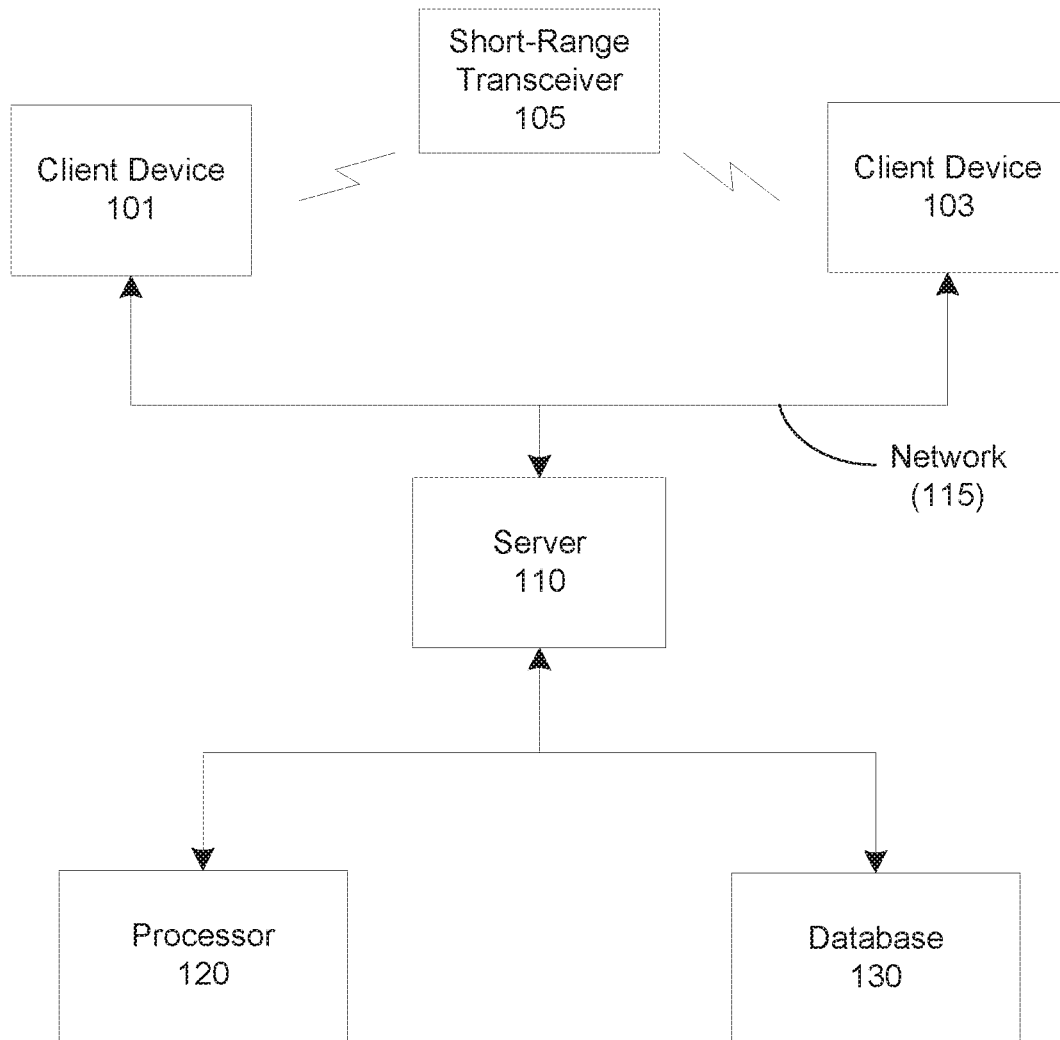 Short-Range
Transceiver
105
Client Device
101
Client Device
103
Network
(115)
Server
110
Processor
120
Database
130